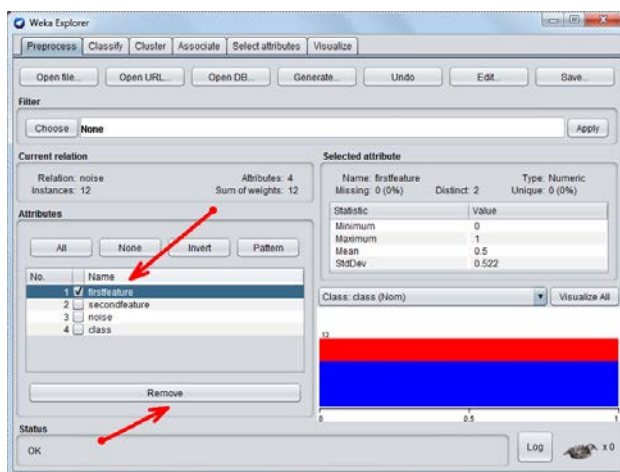 Weka Explorer
Preprocess Classify Cluster Associate Select attributes Visualize
Open file... Open URL... Open DB... Generate... Undo Edit... Save...
Filter
Choose None Apply
Current relation
Relation: noise Attributes: 4
Instances: 12 Sum of weights: 12
Selected attribute
Name: firstfeature Type: Numeric
Missing: 0 (0%) Distinct: 2 Unique: 0 (0%)
Statistic Value
Minimum 0
Maximum 1
Mean 0.5
StdDev 0.522
Attributes
All None Invert Pattern
No. Name
1 firstfeature
2 secondfeature
3 noise
4 class
Remove
Class: class (Nom) Visualize All
12
0 0.5 1
Status
OK
Log x 0